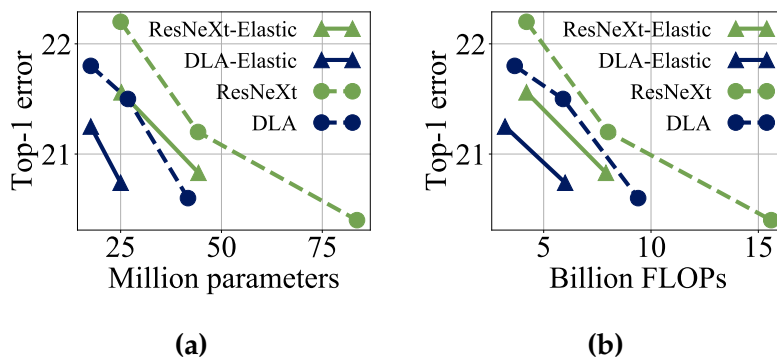 Top-1 error
22
21
ResNeXt-Elastic
DLA-Elastic
ResNeXt
DLA
25
50
75
Million parameters
(a)
Top-1 error
22
21
ResNeXt-Elastic
DLA-Elastic
ResNeXt
DLA
5
10
15
Billion FLOPs
(b)